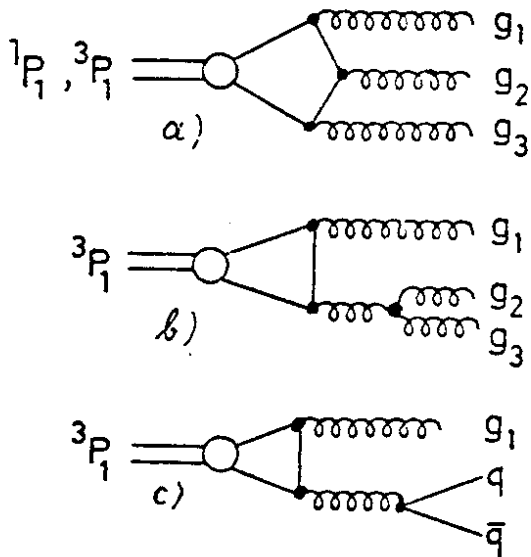 ¹P₁ , ³P₁
g₁
g₂
g₃
a)
³P₁
g₁
g₂
g₃
b)
³P₁
g₁
q
q̄
c)